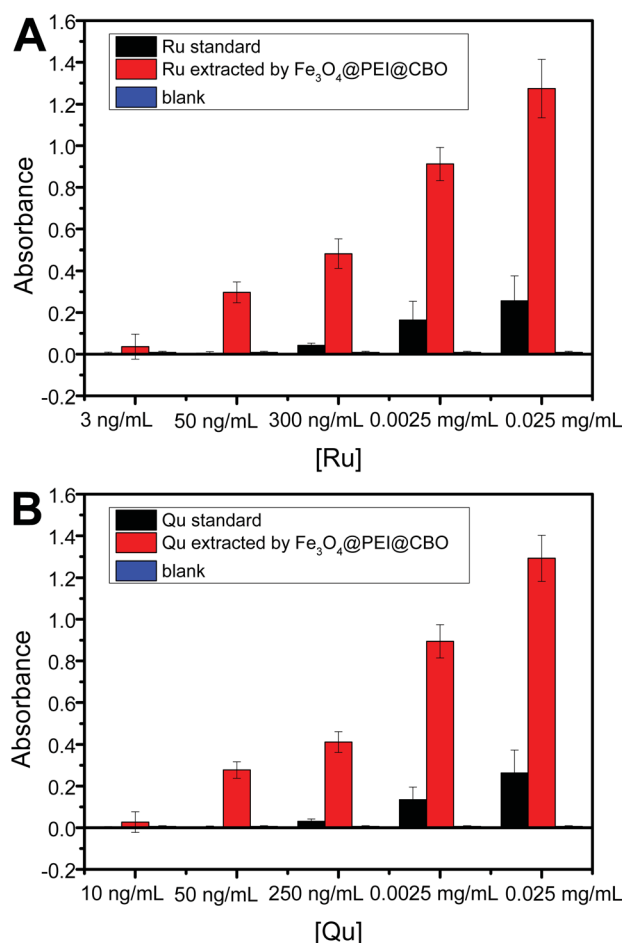 A
1.6
1.4
1.2
1.0
0.8
0.6
0.4
0.2
0.0
-0.2
Absorbance
Ru standard
Ru extracted by Fe₃O₄@PEI@CBO
blank
3 ng/mL 50 ng/mL 300 ng/mL 0.0025 mg/mL 0.025 mg/mL
[Ru]
B
1.6
1.4
1.2
1.0
0.8
0.6
0.4
0.2
0.0
-0.2
Absorbance
Qu standard
Qu extracted by Fe₃O₄@PEI@CBO
blank
10 ng/mL 50 ng/mL 250 ng/mL 0.0025 mg/mL 0.025 mg/mL
[Qu]